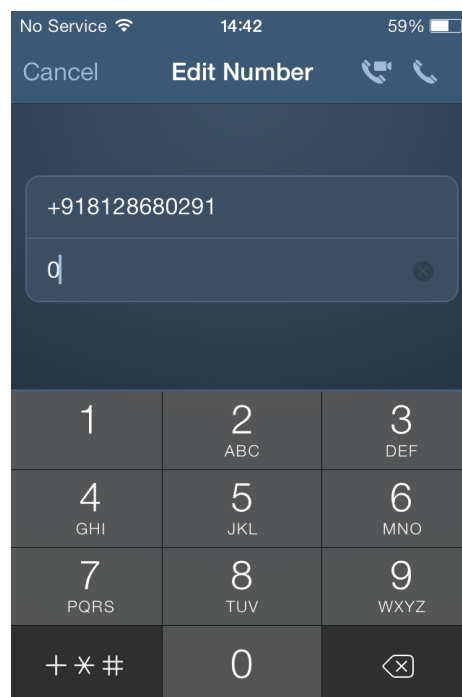 No Service 14:42 59%
Cancel Edit Number
+918128680291
0
1 2 3
ABC DEF
4 5 6
GHI JKL MNO
7 8 9
PQRS TUV WXYZ
+*# 0